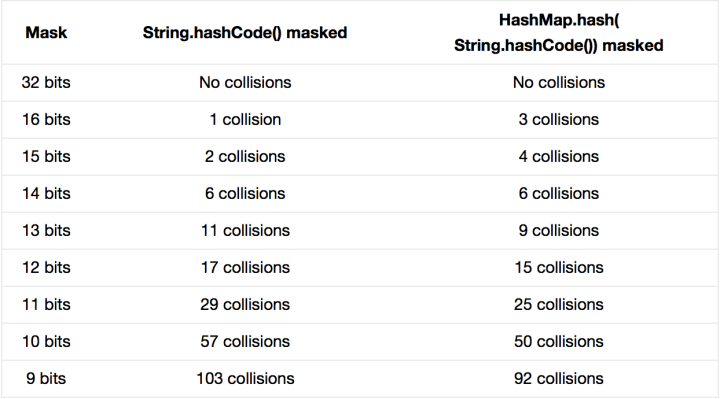 Mask String.hashCode() masked HashMap.hash(
String.hashCode()) masked
32 bits No collisions No collisions
16 bits 1 collision 3 collisions
15 bits 2 collisions 4 collisions
14 bits 6 collisions 6 collisions
13 bits 11 collisions 9 collisions
12 bits 17 collisions 15 collisions
11 bits 29 collisions 25 collisions
10 bits 57 collisions 50 collisions
9 bits 103 collisions 92 collisions